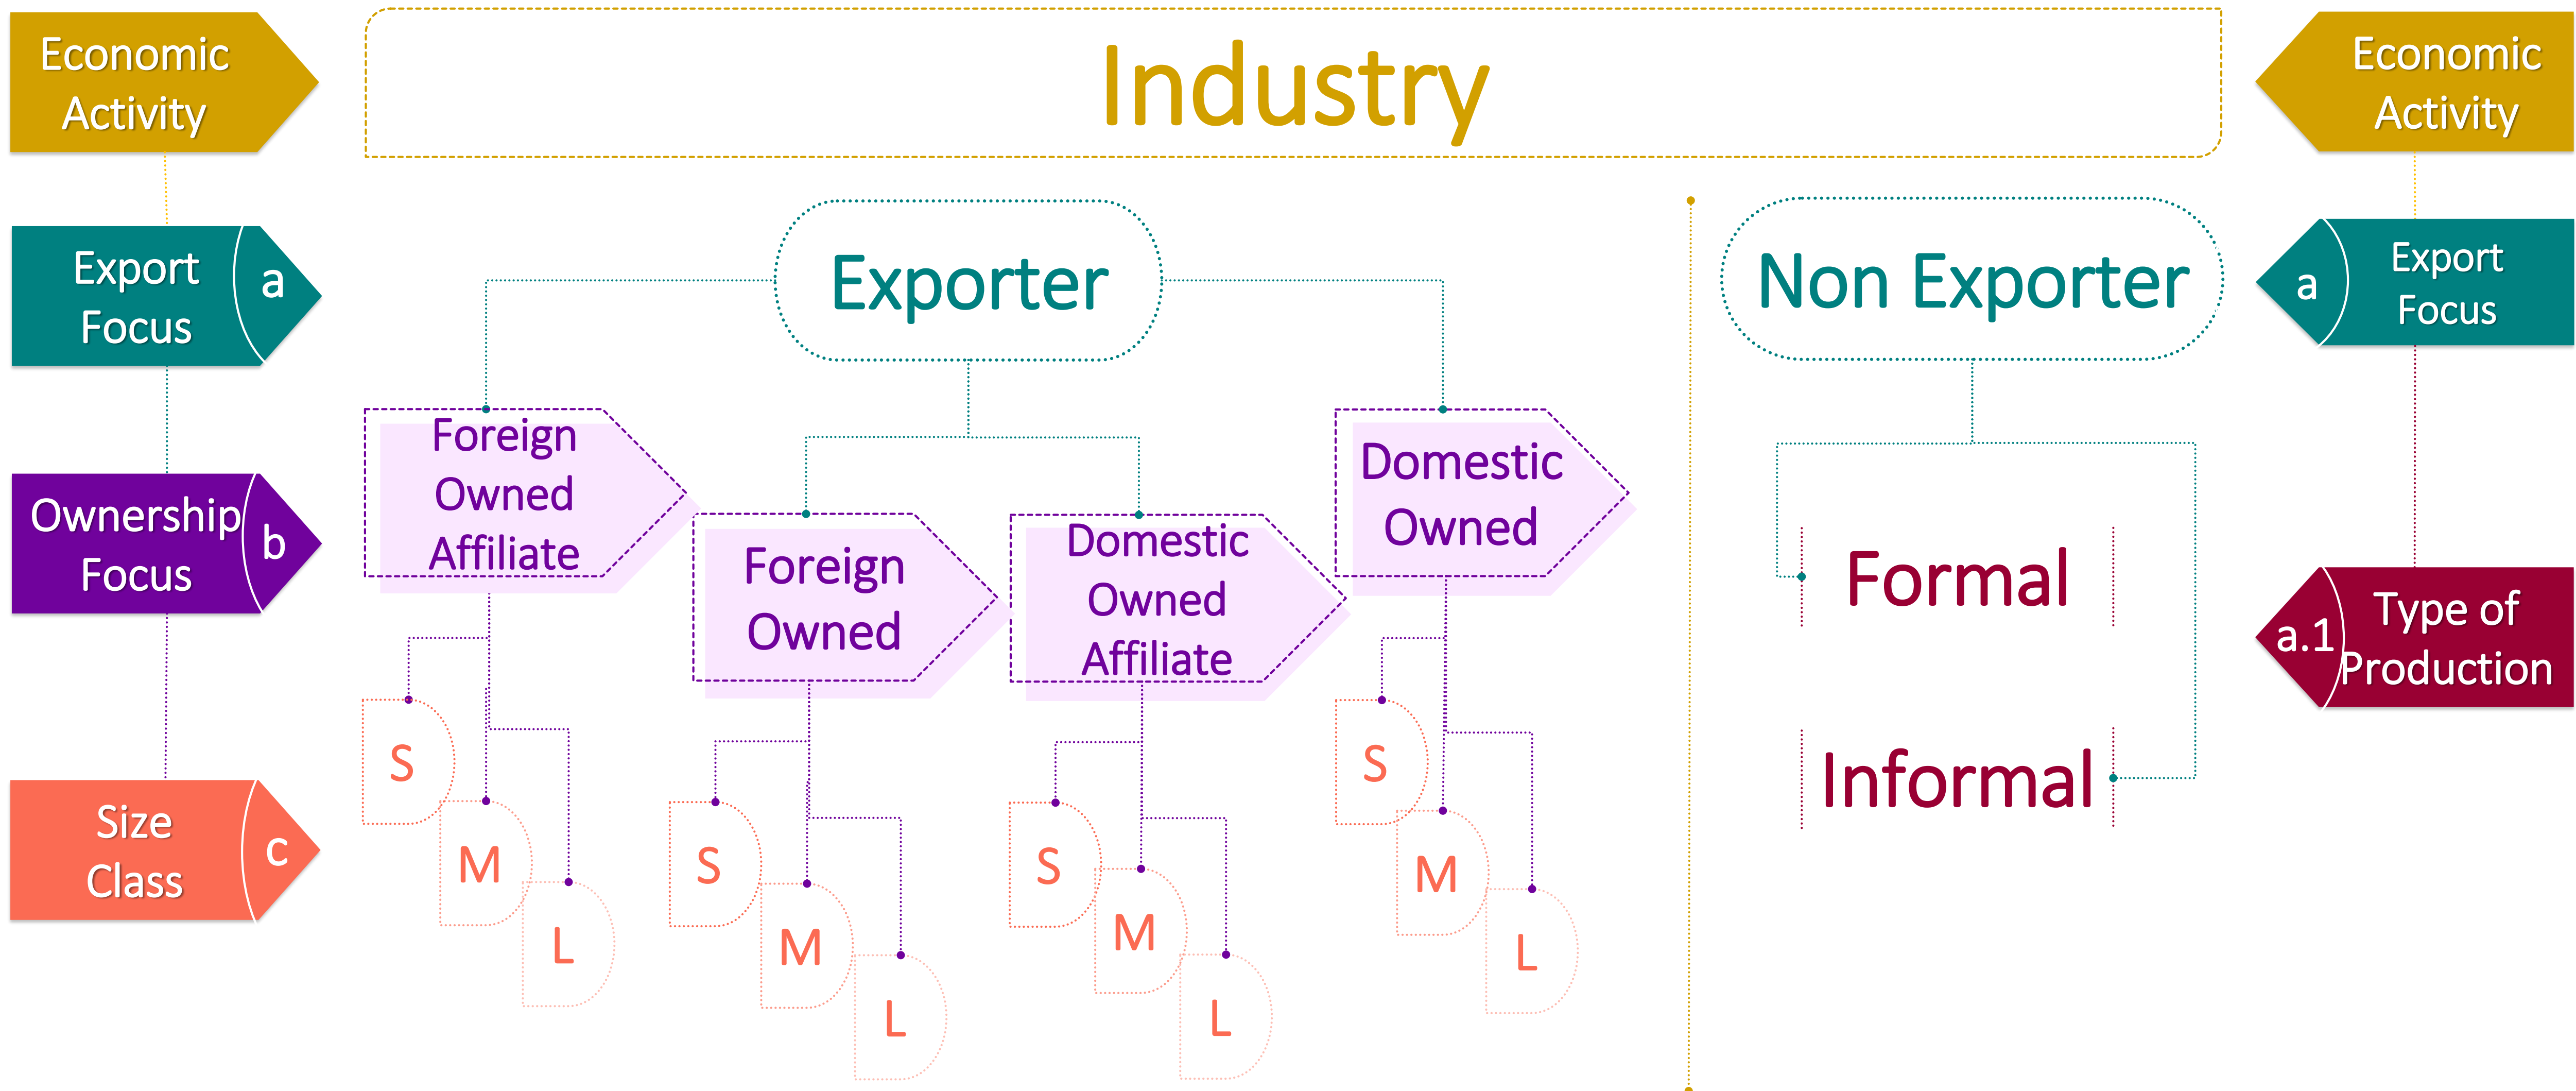 Economic
Activity
Industry
Economic
Activity
Export
Focus
a
Exporter
Non Exporter
a
Export
Focus
Ownership
Focus
b
Foreign
Owned
Affiliate
Foreign
Owned
Domestic
Owned
Affiliate
Domestic
Owned
Formal
Informal
a.1
Type of
Production
Size
Class
c
S
M
L
S
M
L
S
M
L
S
M
L